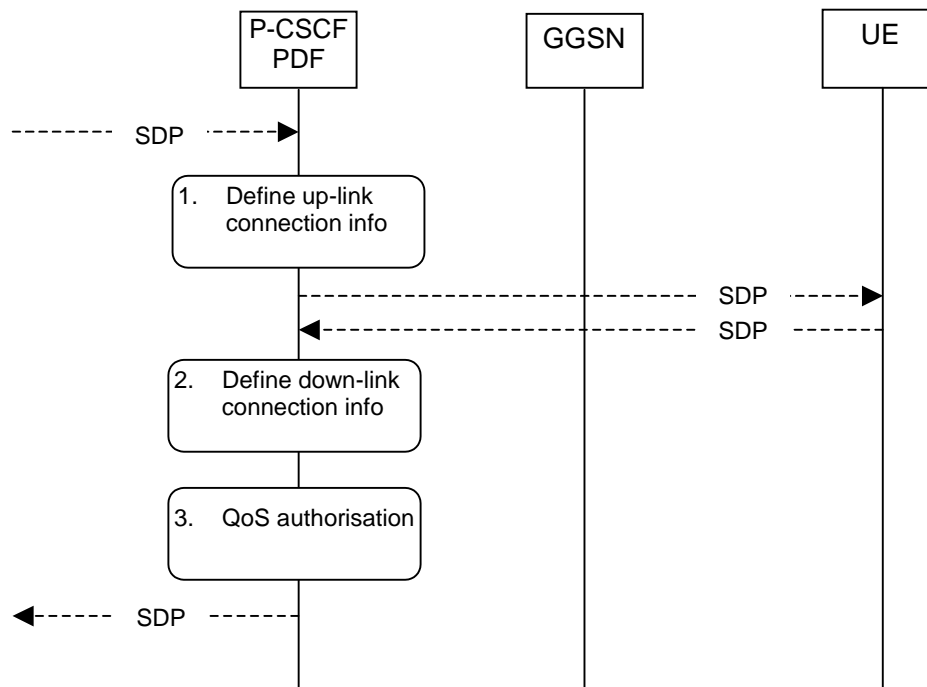 P-CSCF
PDF
GGSN
UE
SDP
1. Define up-link
connection info
SDP
SDP
2. Define down-link
connection info
3. QoS authorisation
SDP